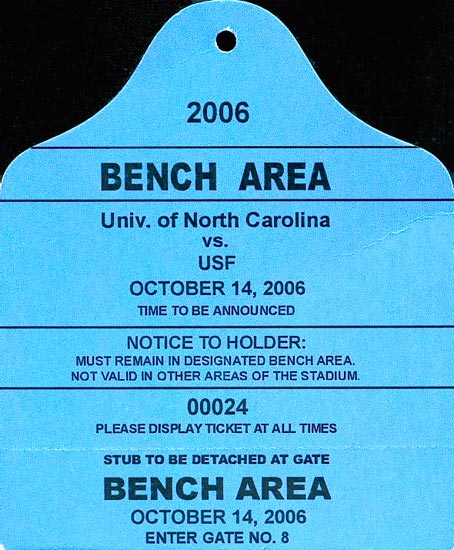 2006
BENCH AREA
Univ. of North Carolina
vs.
USF
OCTOBER 14, 2006
TIME TO BE ANNOUNCED
NOTICE TO HOLDER:
MUST REMAIN IN DESIGNATED BENCH AREA.
NOT VALID IN OTHER AREAS OF THE STADIUM.
00024
PLEASE DISPLAY TICKET AT ALL TIMES
STUB TO BE DETACHED AT GATE
BENCH AREA
OCTOBER 14, 2006
ENTER GATE NO. 8